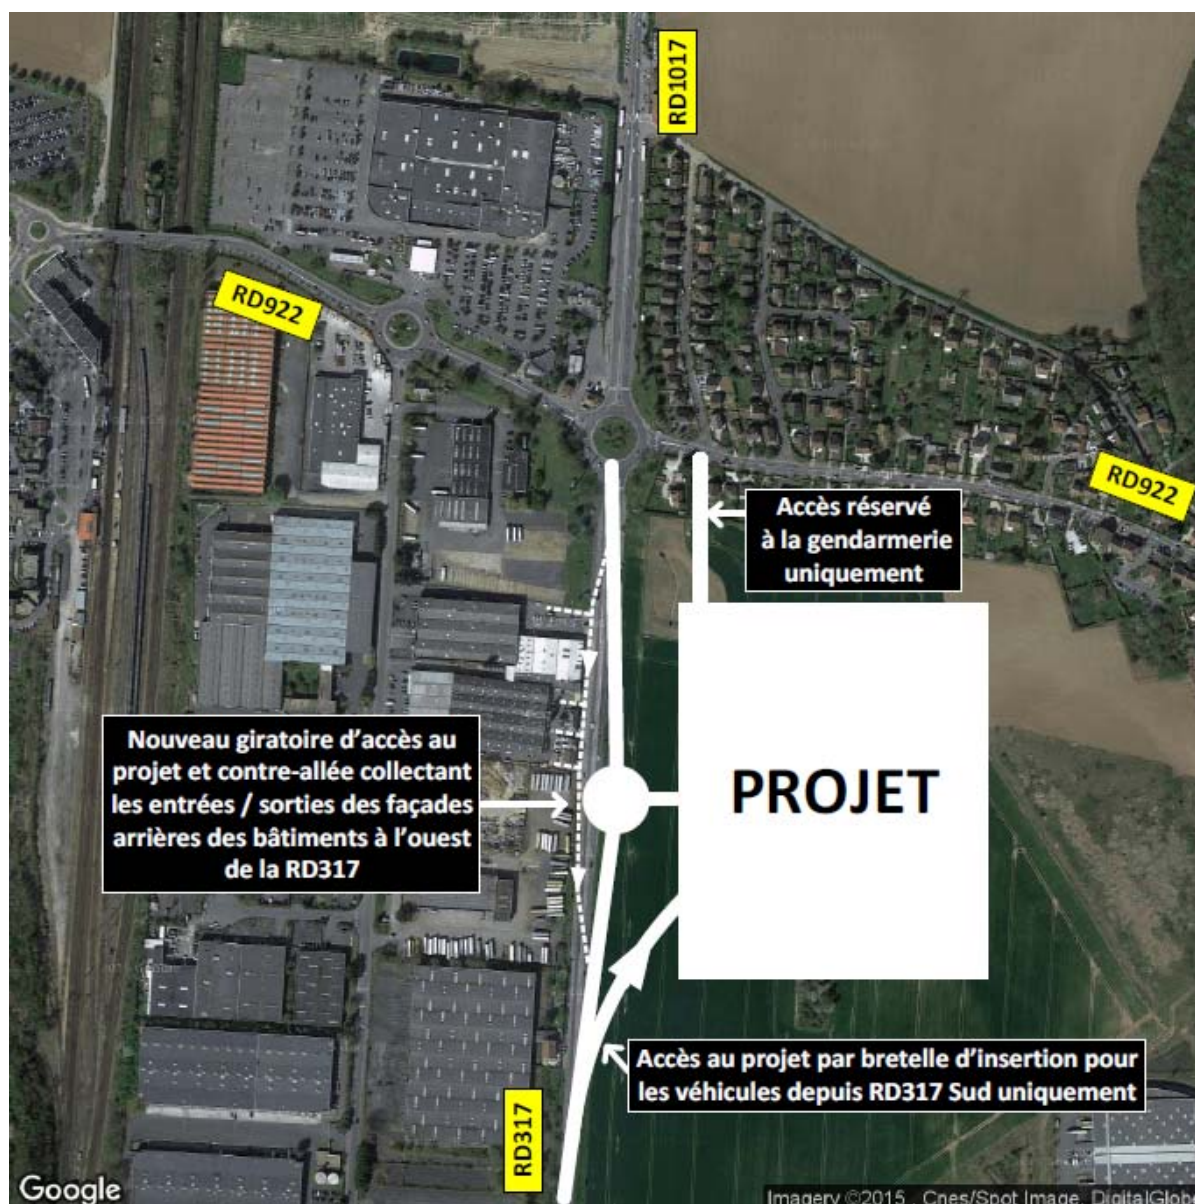 RD1017
RD922
RD922
Accès réservé
à la gendarmerie
uniquement
Nouveau giratoire d’accès au
projet et contre-allée collectant
les entrées / sorties des façades
arrières des bâtiments à l’ouest
de la RD317
PROJET
Accès au projet par bretelle d’insertion pour
les véhicules depuis RD317 Sud uniquement
RD317
Google
Imagery ©2015 , Cnes/Spot Image, DigitalGlob